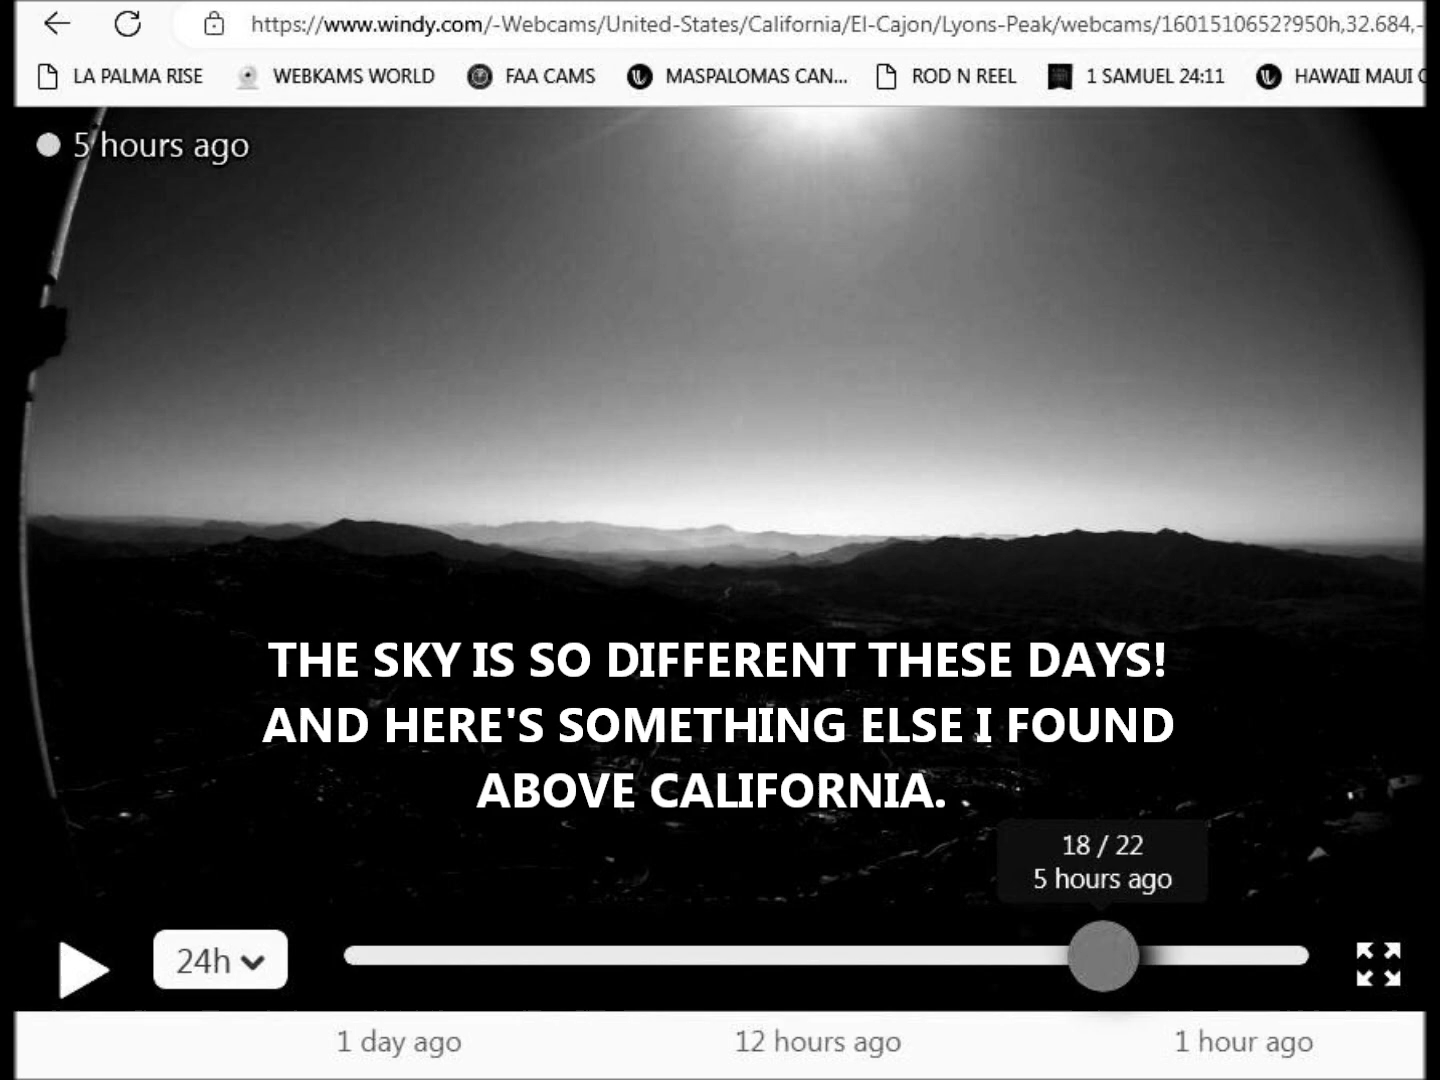 https://www.windy.com/-Webcams/United-States/California/El-Cajon/Lyons-Peak/webcams/1601510652?950h,32.684,-
LA PALMA RISE WEBKAMS WORLD FAA CAMS MASPALOMAS CAN... ROD N REEL 1 SAMUEL 24:11 HAWAII MAUI
5 hours ago
THE SKY IS SO DIFFERENT THESE DAYS!
AND HERE'S SOMETHING ELSE I FOUND
ABOVE CALIFORNIA.
18 / 22
5 hours ago
24h
1 day ago 12 hours ago 1 hour ago